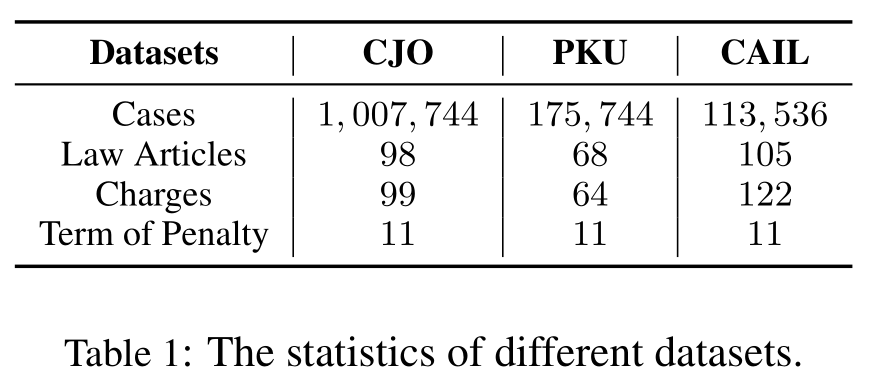 Datasets CJO PKU CAIL
Cases 1,007,744 175,744 113,536
Law Articles 98 68 105
Charges 99 64 122
Term of Penalty 11 11 11
Table 1: The statistics of different datasets.